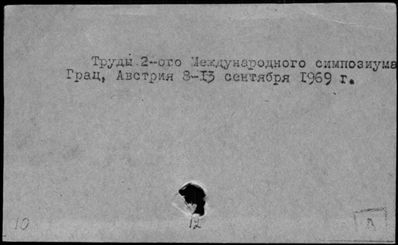 Труды 2-ого Международного симпозиума
Грац, Австрия 8-13 сентября 1969 г.
10
12